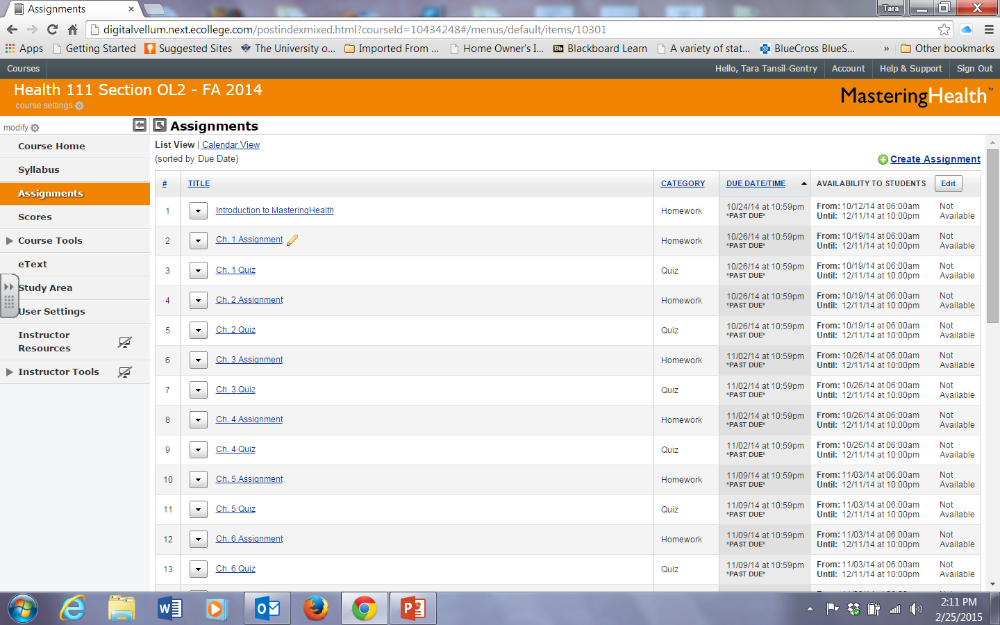 Assignments
Tara
digitalvellum.next.ecollege.com/postindexmixed.html?courseId=10434248#/menus/default/items/10301
Apps Getting Started Suggested Sites The University o... Imported From ... Home Owner's I... Bb Blackboard Learn A variety of stat... BlueCross BlueS... » Other bookmarks
Courses Hello, Tara Tansil-Gentry Account Help & Support Sign Out
Health 111 Section OL2 - FA 2014
course settings
MasteringHealth™
modify
Course Home
Syllabus
Assignments
Scores
Course Tools
eText
Study Area
User Settings
Instructor
Resources
Instructor Tools
Assignments
List View | Calendar View
(sorted by Due Date)
Create Assignment
# TITLE CATEGORY DUE DATE/TIME AVAILABILITY TO STUDENTS Edit
1 Introduction to MasteringHealth Homework 10/24/14 at 10:59pm From: 10/12/14 at 06:00am Not
*PAST DUE* Until: 12/11/14 at 10:00pm Available
2 Ch. 1 Assignment Homework 10/26/14 at 10:59pm From: 10/19/14 at 06:00am Not
*PAST DUE* Until: 12/11/14 at 10:00pm Available
3 Ch. 1 Quiz Quiz 10/26/14 at 10:59pm From: 10/19/14 at 06:00am Not
*PAST DUE* Until: 12/11/14 at 10:00pm Available
4 Ch. 2 Assignment Homework 10/26/14 at 10:59pm From: 10/19/14 at 06:00am Not
*PAST DUE* Until: 12/11/14 at 10:00pm Available
5 Ch. 2 Quiz Quiz 10/26/14 at 10:59pm From: 10/19/14 at 06:00am Not
*PAST DUE* Until: 12/11/14 at 10:00pm Available
6 Ch. 3 Assignment Homework 11/02/14 at 10:59pm From: 10/26/14 at 06:00am Not
*PAST DUE* Until: 12/11/14 at 10:00pm Available
7 Ch. 3 Quiz Quiz 11/02/14 at 10:59pm From: 10/26/14 at 06:00am Not
*PAST DUE* Until: 12/11/14 at 10:00pm Available
8 Ch. 4 Assignment Homework 11/02/14 at 10:59pm From: 10/26/14 at 06:00am Not
*PAST DUE* Until: 12/11/14 at 10:00pm Available
9 Ch. 4 Quiz Quiz 11/02/14 at 10:59pm From: 10/26/14 at 06:00am Not
*PAST DUE* Until: 12/11/14 at 10:00pm Available
10 Ch. 5 Assignment Homework 11/09/14 at 10:59pm From: 11/03/14 at 06:00am Not
*PAST DUE* Until: 12/11/14 at 10:00pm Available
11 Ch. 5 Quiz Quiz 11/09/14 at 10:59pm From: 11/03/14 at 06:00am Not
*PAST DUE* Until: 12/11/14 at 10:00pm Available
12 Ch. 6 Assignment Homework 11/09/14 at 10:59pm From: 11/03/14 at 06:00am Not
*PAST DUE* Until: 12/11/14 at 10:00pm Available
13 Ch. 6 Quiz Quiz 11/09/14 at 10:59pm From: 11/03/14 at 06:00am Not
*PAST DUE* Until: 12/11/14 at 10:00pm Available
2:11 PM
2/25/2015